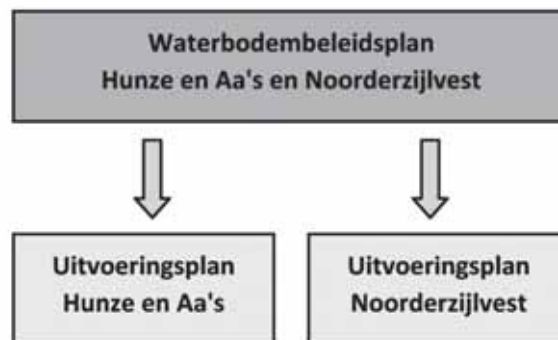 Waterbodembeleidsplan
Hunze en Aa's en Noorderzijlvest
Uitvoeringsplan
Hunze en Aa's
Uitvoeringsplan
Noorderzijlvest